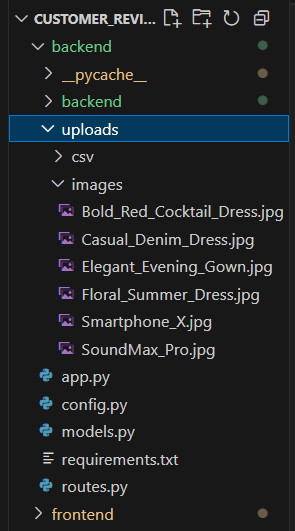 CUSTOMER_REVI...
backend
__pycache__
backend
uploads
csv
images
Bold_Red_Cocktail_Dress.jpg
Casual_Denim_Dress.jpg
Elegant_Evening_Gown.jpg
Floral_Summer_Dress.jpg
Smartphone_X.jpg
SoundMax_Pro.jpg
app.py
config.py
models.py
requirements.txt
routes.py
frontend